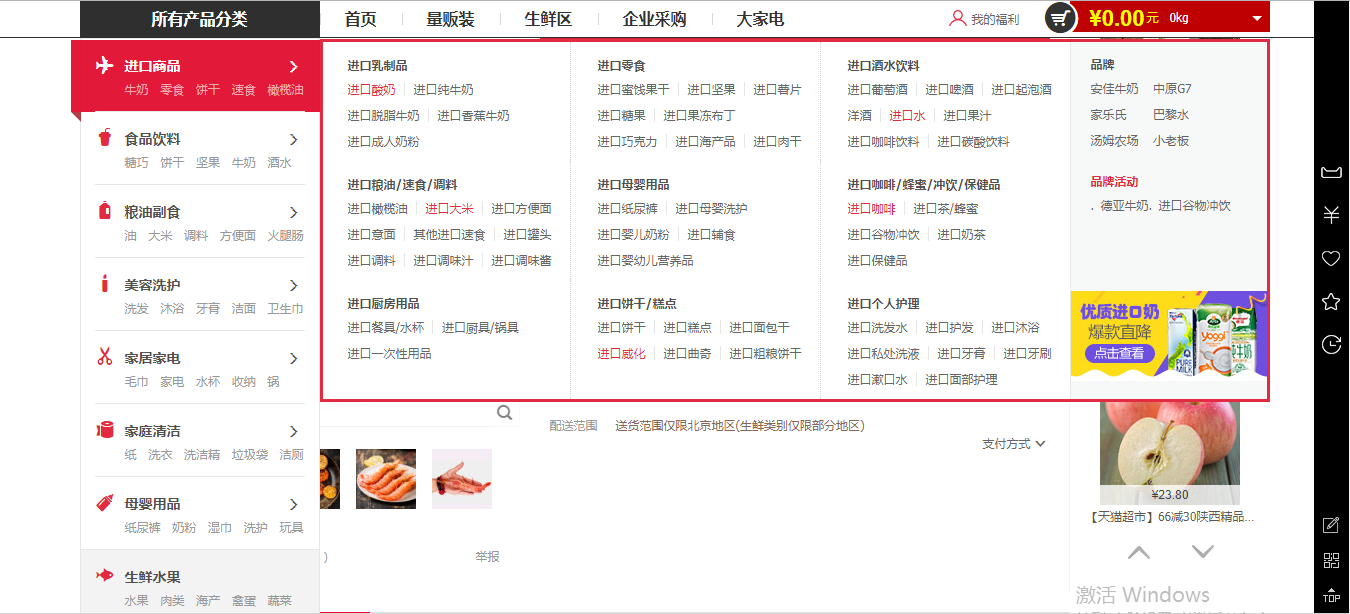 所有产品分类
首页
量贩装
生鲜区
企业采购
大家电
我的福利
¥0.00元 0kg
进口商品
牛奶 零食 饼干 速食 橄榄油
食品饮料
糖巧 饼干 坚果 牛奶 酒水
粮油副食
油 大米 调料 方便面 火腿肠
美容洗护
洗发 沐浴 牙膏 洁面 卫生巾
家居家电
毛巾 家电 水杯 收纳 锅
家庭清洁
纸 洗衣 洗洁精 垃圾袋 洁厕
母婴用品
纸尿裤 奶粉 湿巾 洗护 玩具
生鲜水果
水果 肉类 海产 禽蛋 蔬菜
进口乳制品
进口酸奶 进口纯牛奶
进口脱脂牛奶 进口香蕉牛奶
进口成人奶粉
进口零食
进口蜜饯果干 进口坚果 进口薯片
进口糖果 进口果冻布丁
进口巧克力 进口海产品 进口肉干
进口酒水饮料
进口葡萄酒 进口啤酒 进口起泡酒
洋酒 进口水 进口果汁
进口咖啡饮料 进口碳酸饮料
进口粮油/速食/调料
进口橄榄油 进口大米 进口方便面
进口意面 其他进口速食 进口罐头
进口调料 进口调味汁 进口调味酱
进口母婴用品
进口纸尿裤 进口母婴洗护
进口婴儿奶粉 进口辅食
进口婴幼儿营养品
进口咖啡/蜂蜜/冲饮/保健品
进口咖啡 进口茶/蜂蜜
进口谷物冲饮 进口奶茶
进口保健品
进口厨房用品
进口餐具/水杯 进口厨具/锅具
进口一次性用品
进口饼干/糕点
进口饼干 进口糕点 进口面包干
进口威化 进口曲奇 进口粗粮饼干
进口个人护理
进口洗发水 进口护发 进口沐浴
进口私处洗液 进口牙膏 进口牙刷
进口漱口水 进口面部护理
品牌
安佳牛奶 中原G7
家乐氏 巴黎水
汤姆农场 小老板
品牌活动
. 德亚牛奶. 进口谷物冲饮
优质进口奶
爆款直降
点击查看
PURE MILK
yoggi
纯牛奶
配送范围 送货范围仅限北京地区(生鲜类别仅限部分地区)
支付方式
)
举报
¥23.80
【天猫超市】66减30陕西精品...
激活 Windows
TOP